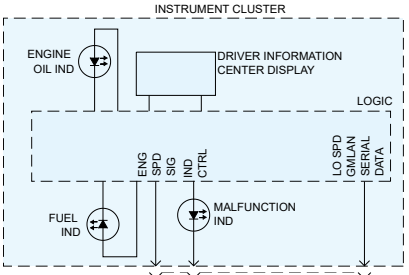 INSTRUMENT CLUSTER
ENGINE
OIL IND
DRIVER INFORMATION
CENTER DISPLAY
LOGIC
ENG
SPD
SIG
IND
CTRL
LO SPD
GMLAN
SERIAL
DATA
FUEL
IND
MALFUNCTION
IND